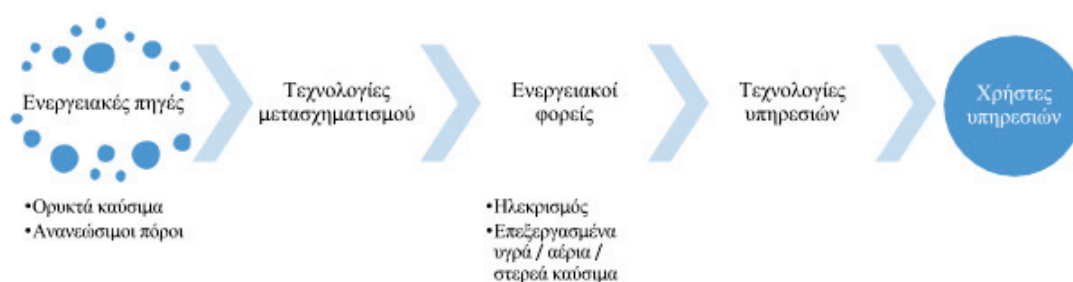 Ενεργειακές πηγές
Τεχνολογίες
μετασχηματισμού
Ενεργειακοί
φορείς
Τεχνολογίες
υπηρεσιών
Χρήστες
υπηρεσιών
•Ορυκτά καύσιμα
•Ανανεώσιμοι πόροι
•Ηλεκρισμός
•Επεξεργασμένα
υγρά / αέρια /
στερεά καύσιμα